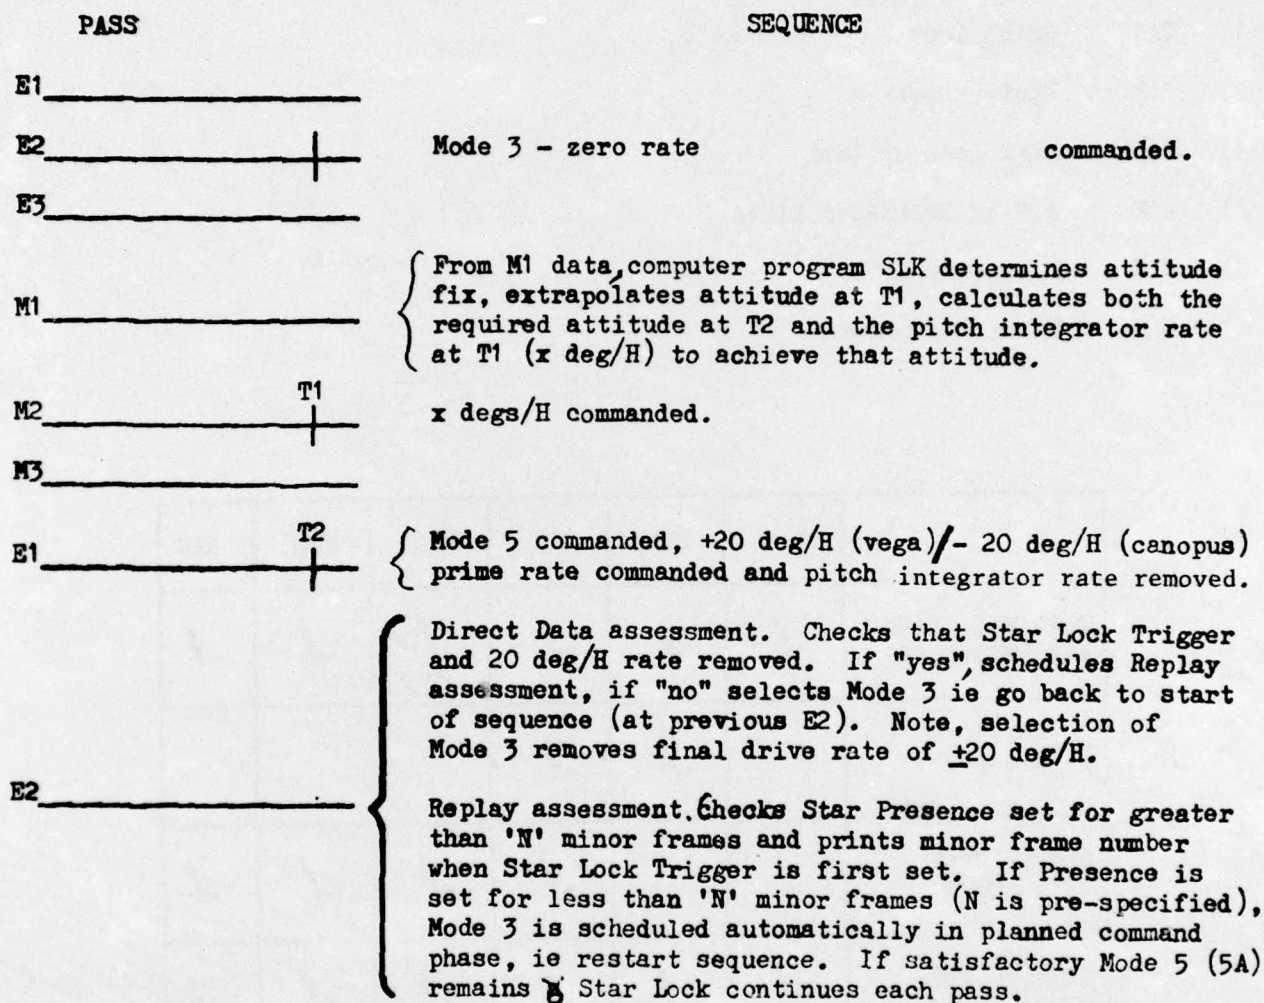 PASS SEQUENCE
E1
E2 Mode 3 - zero rate commanded.
E3
M1
From M1 data, computer program SLK determines attitude
fix, extrapolates attitude at T1, calculates both the
required attitude at T2 and the pitch integrator rate
at T1 (x deg/H) to achieve that attitude.
T1
M2 x degs/H commanded.
M3
T2
E1
Mode 5 commanded, +20 deg/H (vega)/- 20 deg/H (canopus)
prime rate commanded and pitch integrator rate removed.
Direct Data assessment. Checks that Star Lock Trigger
and 20 deg/H rate removed. If "yes", schedules Replay
assessment, if "no" selects Mode 3 ie go back to start
of sequence (at previous E2). Note, selection of
Mode 3 removes final drive rate of ±20 deg/H.
E2
Replay assessment. Checks Star Presence set for greater
than 'N' minor frames and prints minor frame number
when Star Lock Trigger is first set. If Presence is
set for less than 'N' minor frames (N is pre-specified),
Mode 3 is scheduled automatically in planned command
phase, ie restart sequence. If satisfactory Mode 5 (5A)
remains & Star Lock continues each pass.